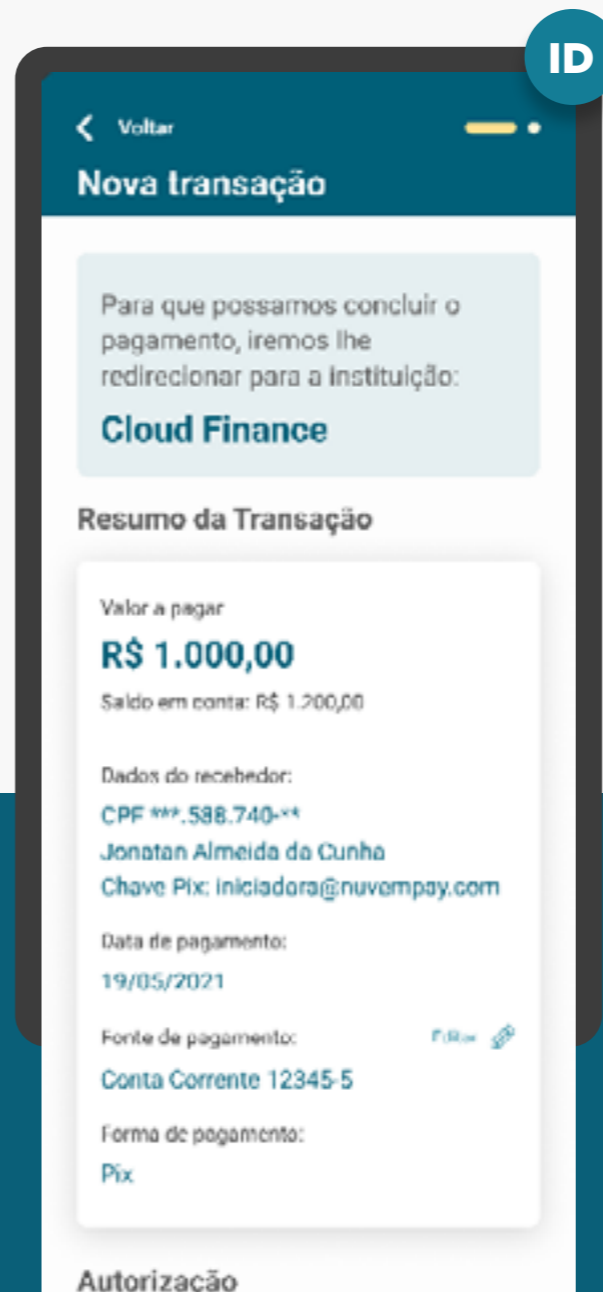 ID
Voltar
Nova transação
Para que possamos concluir o
pagamento, iremos lhe
redirecionar para a instituição:
Cloud Finance
Resumo da Transação
Valor a pagar
R$ 1.000,00
Saldo em conta: R$ 1.200,00
Dados do recebedor:
CPF ***.588.740-**
Jonatan Almeida da Cunha
Chave Pix: iniciadora@nuvempay.com
Data de pagamento:
19/05/2021
Fonte de pagamento:
Editar
Conta Corrente 12345-5
Forma de pagamento:
Pix
Autorização